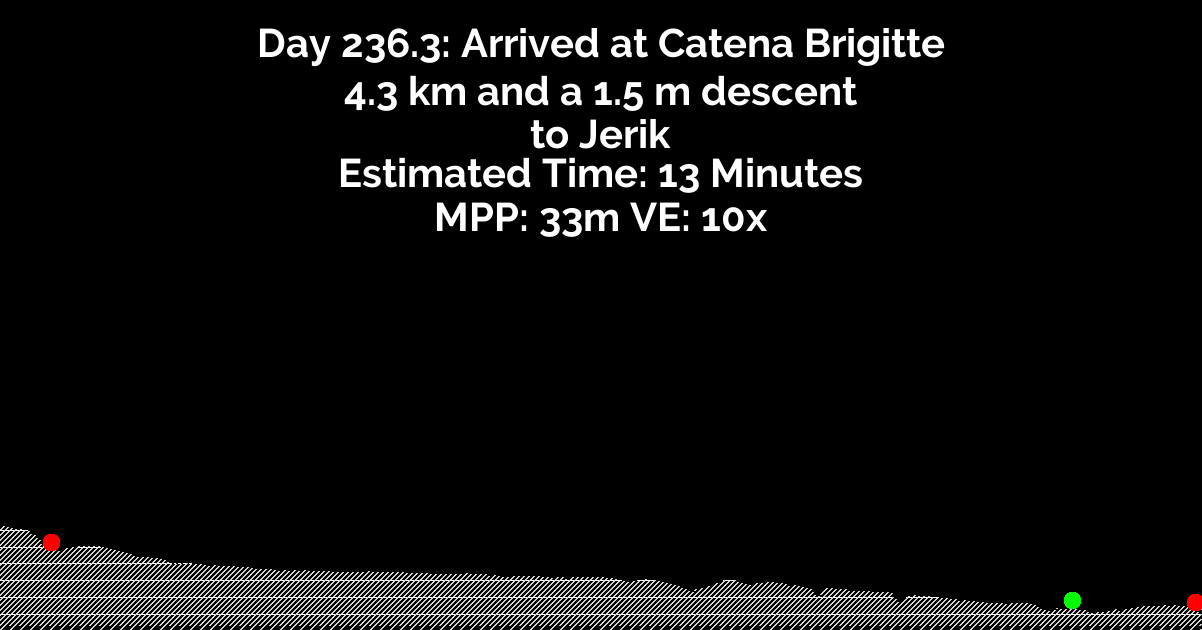 Day 236.3: Arrived at Catena Brigitte
4.3 km and a 1.5 m descent
to Jerik
Estimated Time: 13 Minutes
MPP: 33m VE: 10x